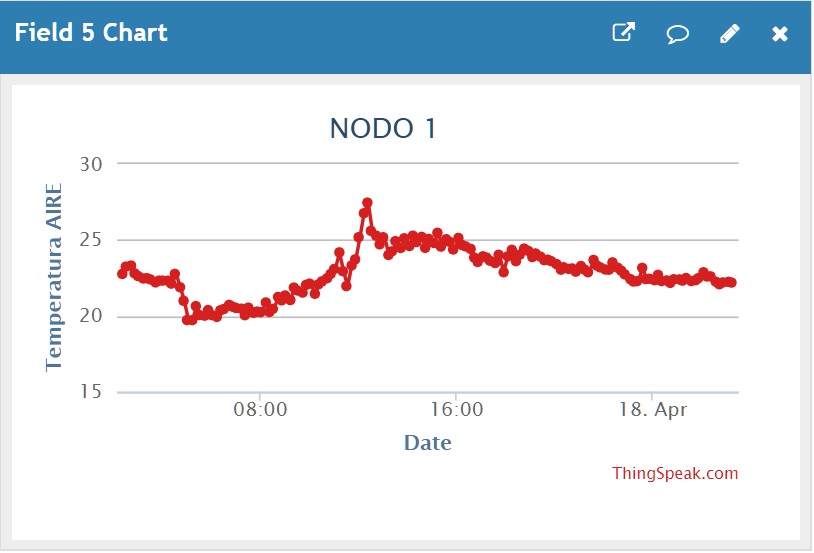 Field 5 Chart
NODO 1
Temperatura AIRE
30
25
20
15
08:00
16:00
18. Apr
Date
ThingSpeak.com